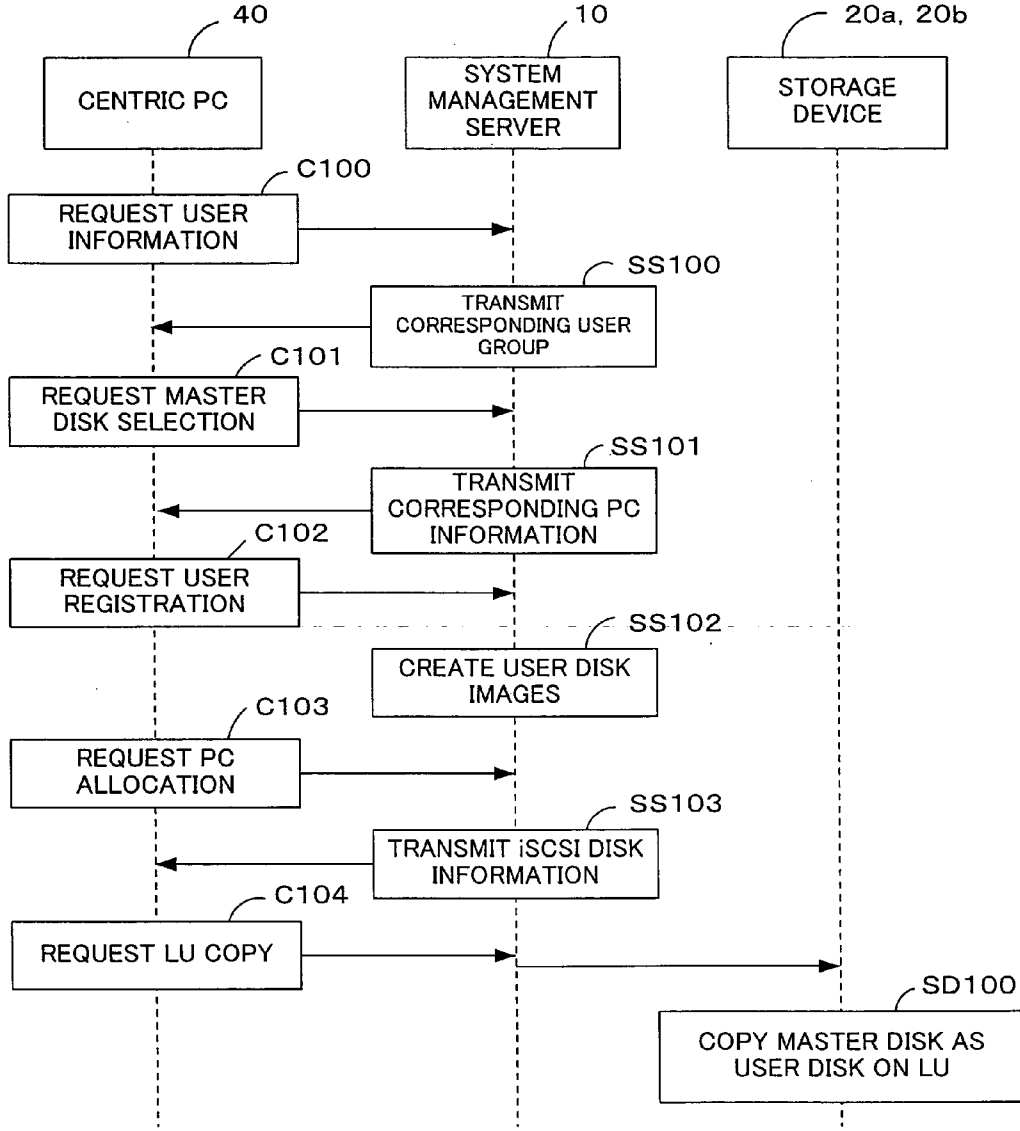 40
10
20a, 20b
CENTRIC PC
SYSTEM
MANAGEMENT
SERVER
STORAGE
DEVICE
C100
REQUEST USER
INFORMATION
SS100
TRANSMIT
CORRESPONDING USER
GROUP
C101
REQUEST MASTER
DISK SELECTION
SS101
TRANSMIT
CORRESPONDING PC
INFORMATION
C102
REQUEST USER
REGISTRATION
SS102
CREATE USER DISK
IMAGES
C103
REQUEST PC
ALLOCATION
SS103
TRANSMIT iSCSI DISK
INFORMATION
C104
REQUEST LU COPY
SD100
COPY MASTER DISK AS
USER DISK ON LU